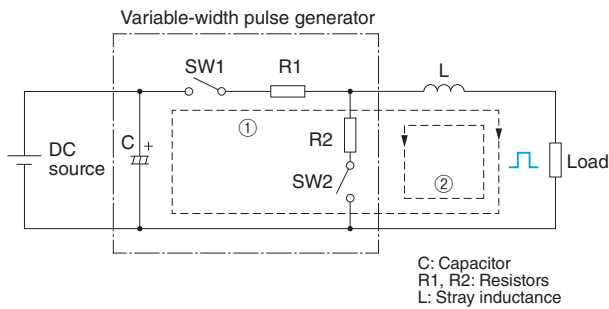 Variable-width pulse generator
SW1
R1
L
①
DC
source
C
+
R2
SW2
②
Load
C: Capacitor
R1, R2: Resistors
L: Stray inductance